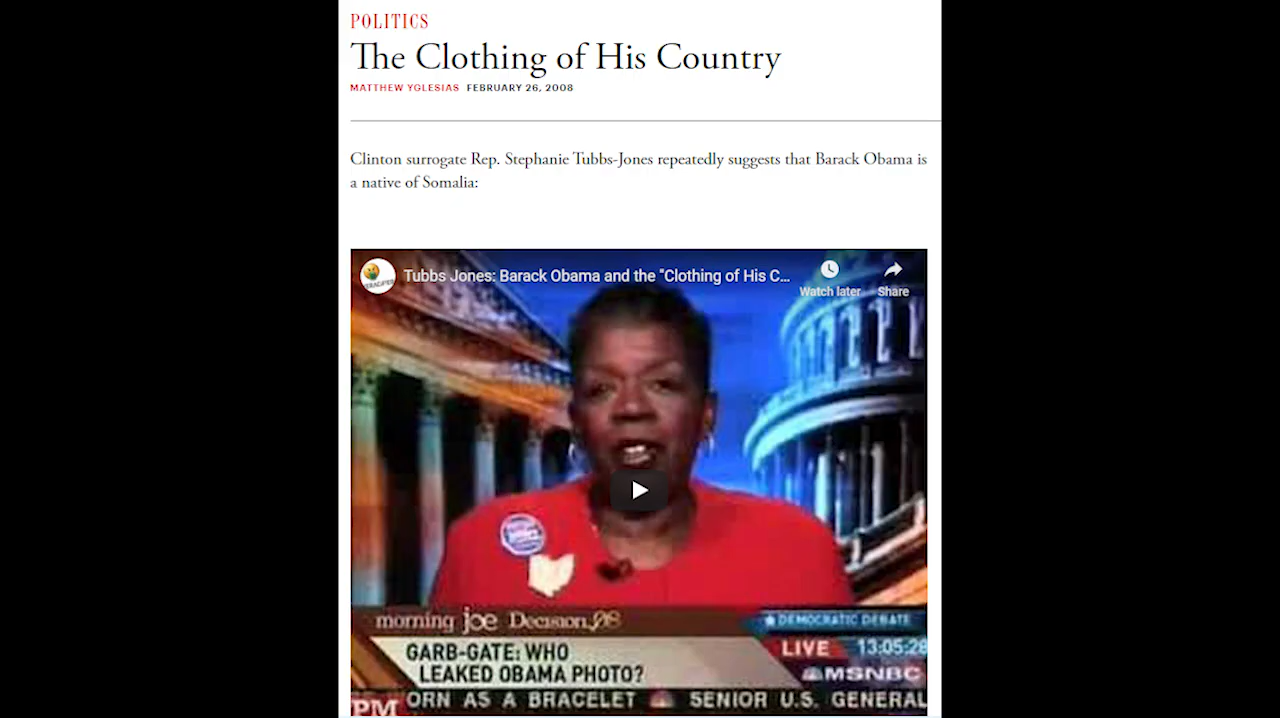 POLITICS
The Clothing of His Country
MATTHEW YGLESIAS FEBRUARY 26, 2008
Clinton surrogate Rep. Stephanie Tubbs-Jones repeatedly suggests that Barack Obama is
a native of Somalia:
Tubbs Jones: Barack Obama and the "Clothing of His C...
Watch later
Share
morning joe Decision 08
DEMOCRATIC DEBATE
GARB-GATE: WHO
LEAKED OBAMA PHOTO?
LIVE 13:05:28
MSNBC
PM ORN AS A BRACELET SENIOR U.S. GENERAL